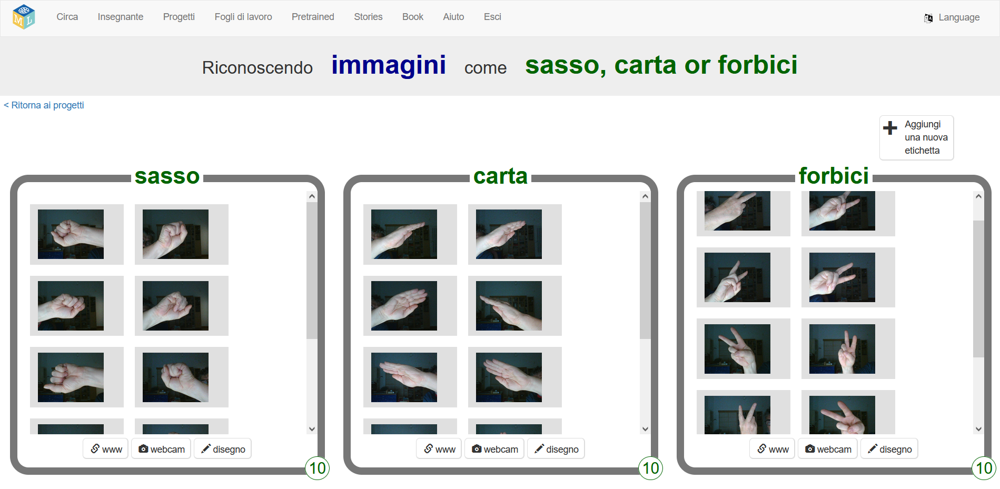 ML
Circa Insegnante Progetti Fogli di lavoro Pretrained Stories Book Aiuto Esci Language
Riconoscendo immagini come sasso, carta or forbici
< Ritorna ai progetti
Aggiungi
una nuova
etichetta
sasso carta forbici
www webcam disegno www webcam disegno www webcam disegno
10 10 10